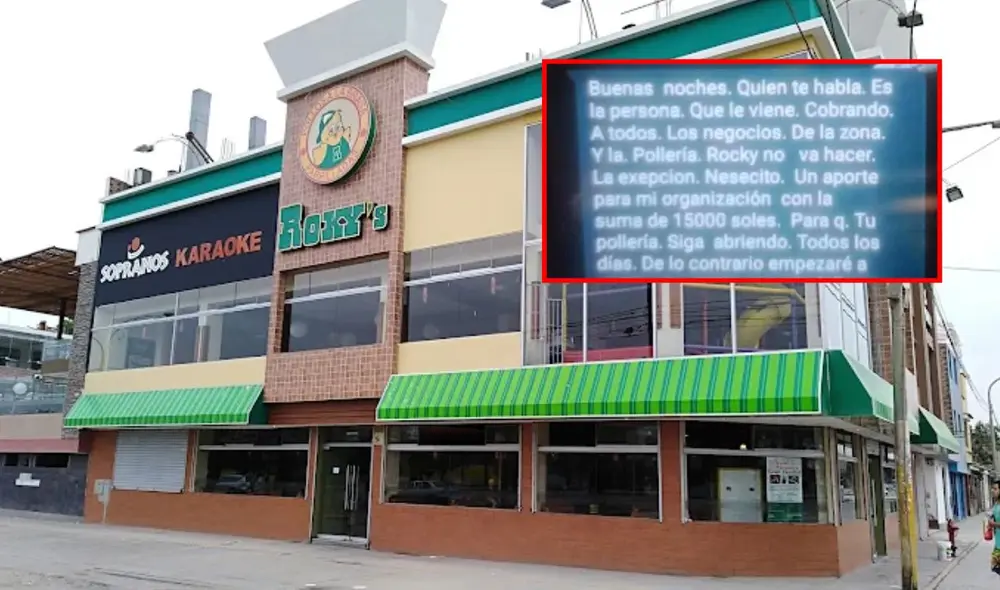 SOPRANOS KARAOKE
ROKY's
Buenas noches. Quien te habla. Es
la persona. Que le viene. Cobrando.
A todos. Los negocios. De la zona.
Y la. Pollería. Rocky no va hacer.
La exepcion. Nesecito. Un aporte
para mi organización con la
suma de 15000 soles. Para q. Tu
pollería. Siga abriendo. Todos los
días. De lo contrario empezaré a